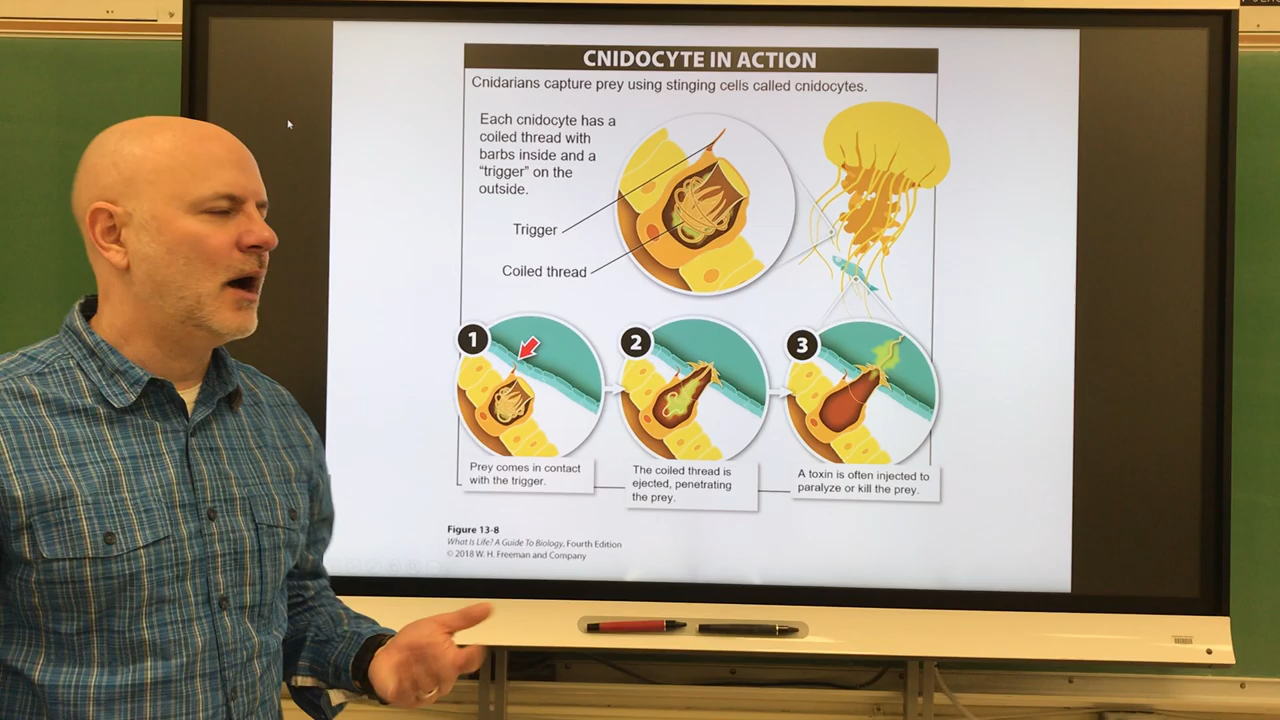 CNIDOCYTE IN ACTION
Cnidarians capture prey using stinging cells called cnidocytes.
Each cnidocyte has a
coiled thread with
barbs inside and a
“trigger” on the
outside.
Trigger
Coiled thread
1
2
3
Prey comes in contact
with the trigger.
The coiled thread is
ejected, penetrating
the prey.
A toxin is often injected to
paralyze or kill the prey.
Figure 13-8
What Is Life? A Guide To Biology, Fourth Edition
© 2018 W. H. Freeman and Company